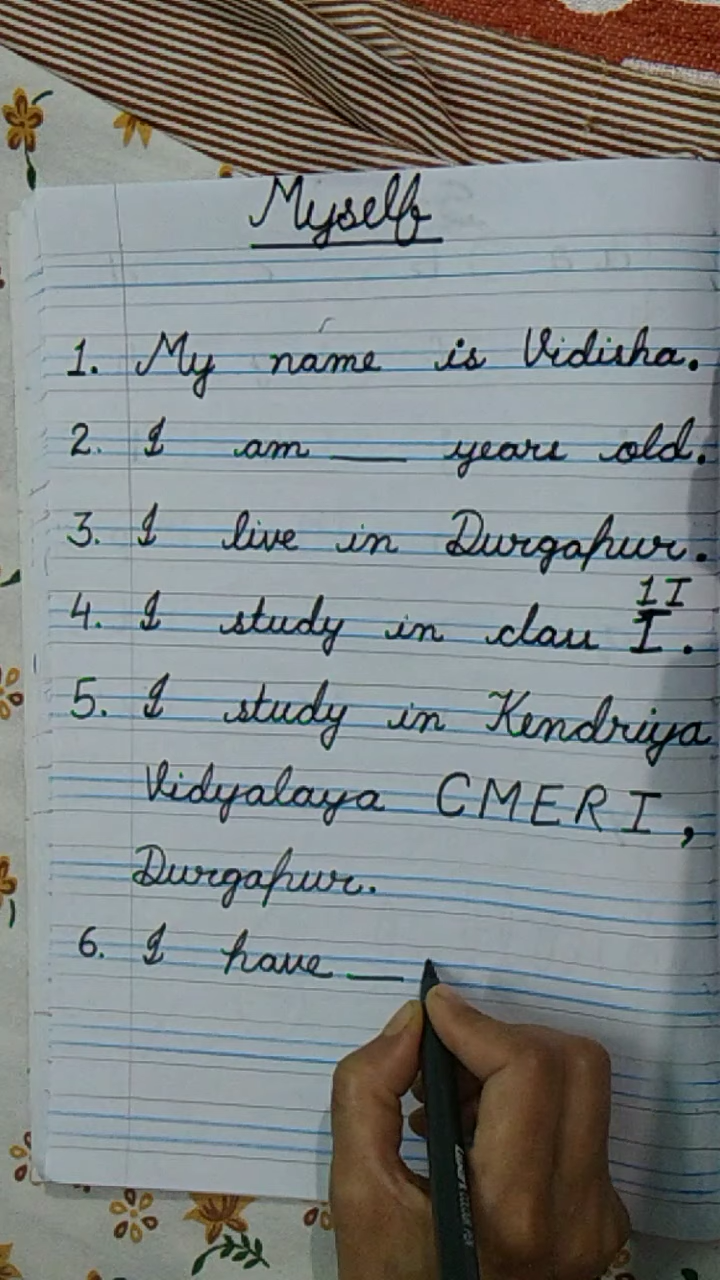 Myself
1. My name is Vidisha.
2. I am ___ years old.
3. I live in Durgapur.
1I
4. I study in class I.
5. I study in Kendriya
Vidyalaya CMERI,
Durgapur.
6. I have ___